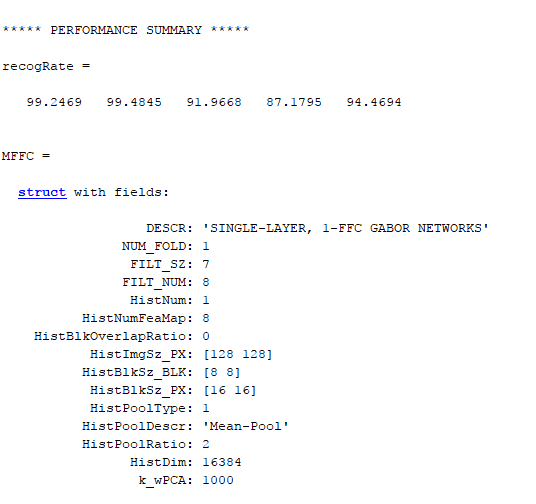 ***** PERFORMANCE SUMMARY *****
recogRate =
99.2469 99.4845 91.9668 87.1795 94.4694
MFFC =
struct with fields:
DESCR: 'SINGLE-LAYER, 1-FFC GABOR NETWORKS'
NUM_FOLD: 1
FILT_SZ: 7
FILT_NUM: 8
HistNum: 1
HistNumFeaMap: 8
HistBlkOverlapRatio: 0
HistImgSz_PX: [128 128]
HistBlkSz_BLK: [8 8]
HistBlkSz_PX: [16 16]
HistPoolType: 1
HistPoolDescr: 'Mean-Pool'
HistPoolRatio: 2
HistDim: 16384
k_wPCA: 1000